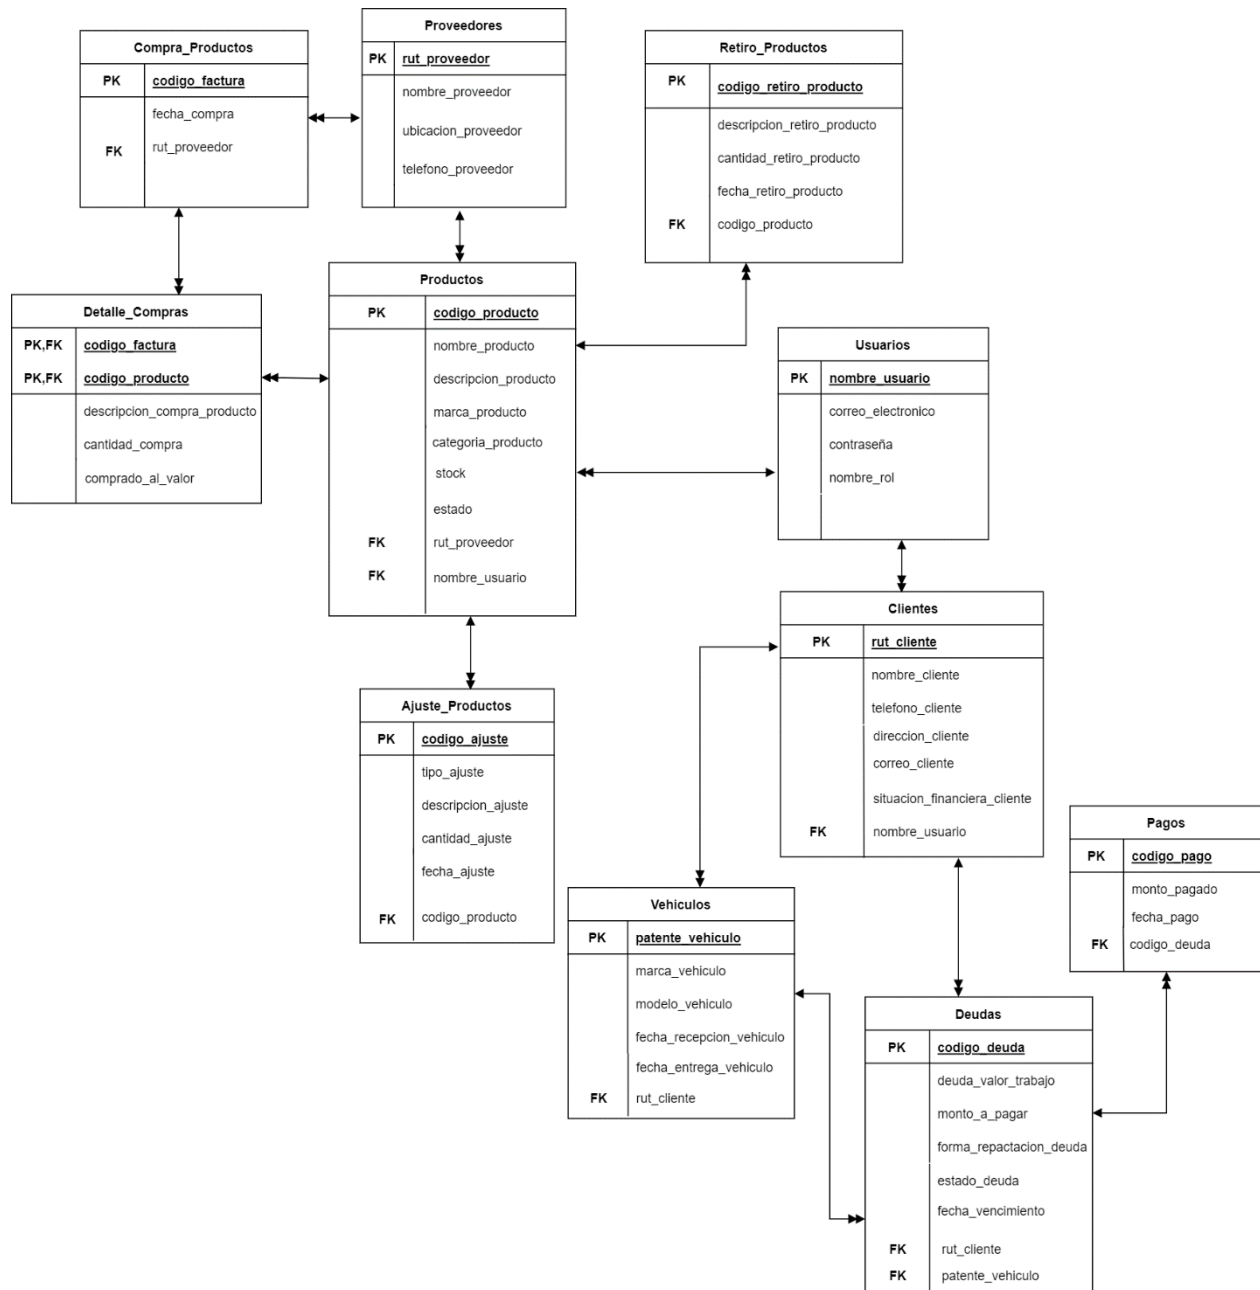 Compra_Productos
PK codigo_factura
fecha_compra
FK rut_proveedor
Proveedores
PK rut_proveedor
nombre_proveedor
ubicacion_proveedor
telefono_proveedor
Retiro_Productos
PK codigo_retiro_producto
descripcion_retiro_producto
cantidad_retiro_producto
fecha_retiro_producto
FK codigo_producto
Detalle_Compras
PK,FK codigo_factura
PK,FK codigo_producto
descripcion_compra_producto
cantidad_compra
comprado_al_valor
Productos
PK codigo_producto
nombre_producto
descripcion_producto
marca_producto
categoria_producto
stock
estado
FK rut_proveedor
FK nombre_usuario
Usuarios
PK nombre_usuario
correo_electronico
contraseña
nombre_rol
Ajuste_Productos
PK codigo_ajuste
tipo_ajuste
descripcion_ajuste
cantidad_ajuste
fecha_ajuste
FK codigo_producto
Clientes
PK rut_cliente
nombre_cliente
telefono_cliente
direccion_cliente
correo_cliente
situacion_financiera_cliente
FK nombre_usuario
Vehiculos
PK patente_vehiculo
marca_vehiculo
modelo_vehiculo
fecha_recepcion_vehiculo
fecha_entrega_vehiculo
FK rut_cliente
Pagos
PK codigo_pago
monto_pagado
fecha_pago
FK codigo_deuda
Deudas
PK codigo_deuda
deuda_valor_trabajo
monto_a_pagar
forma_repactacion_deuda
estado_deuda
fecha_vencimiento
FK rut_cliente
FK patente_vehiculo